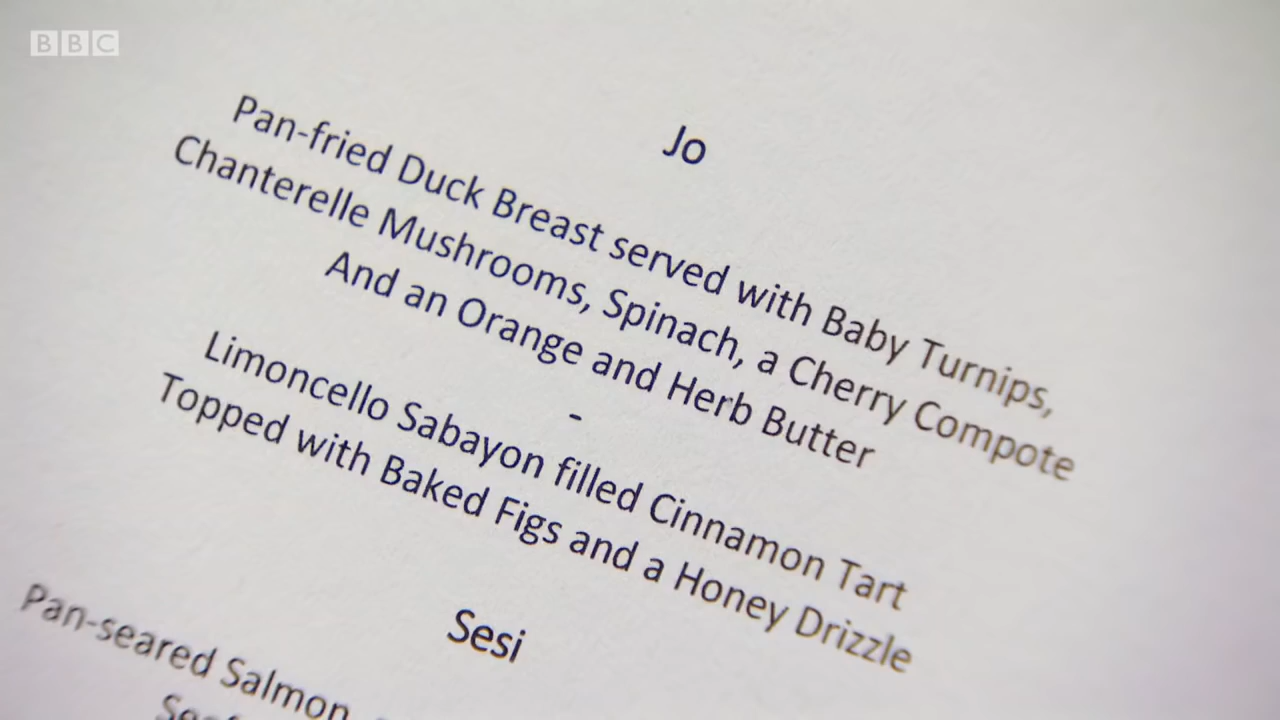 BBC
Jo
Pan-fried Duck Breast served with Baby Turnips,
Chanterelle Mushrooms, Spinach, a Cherry Compote
And an Orange and Herb Butter
-
Limoncello Sabayon filled Cinnamon Tart
Topped with Baked Figs and a Honey Drizzle
Sesi
Pan-seared Salmon